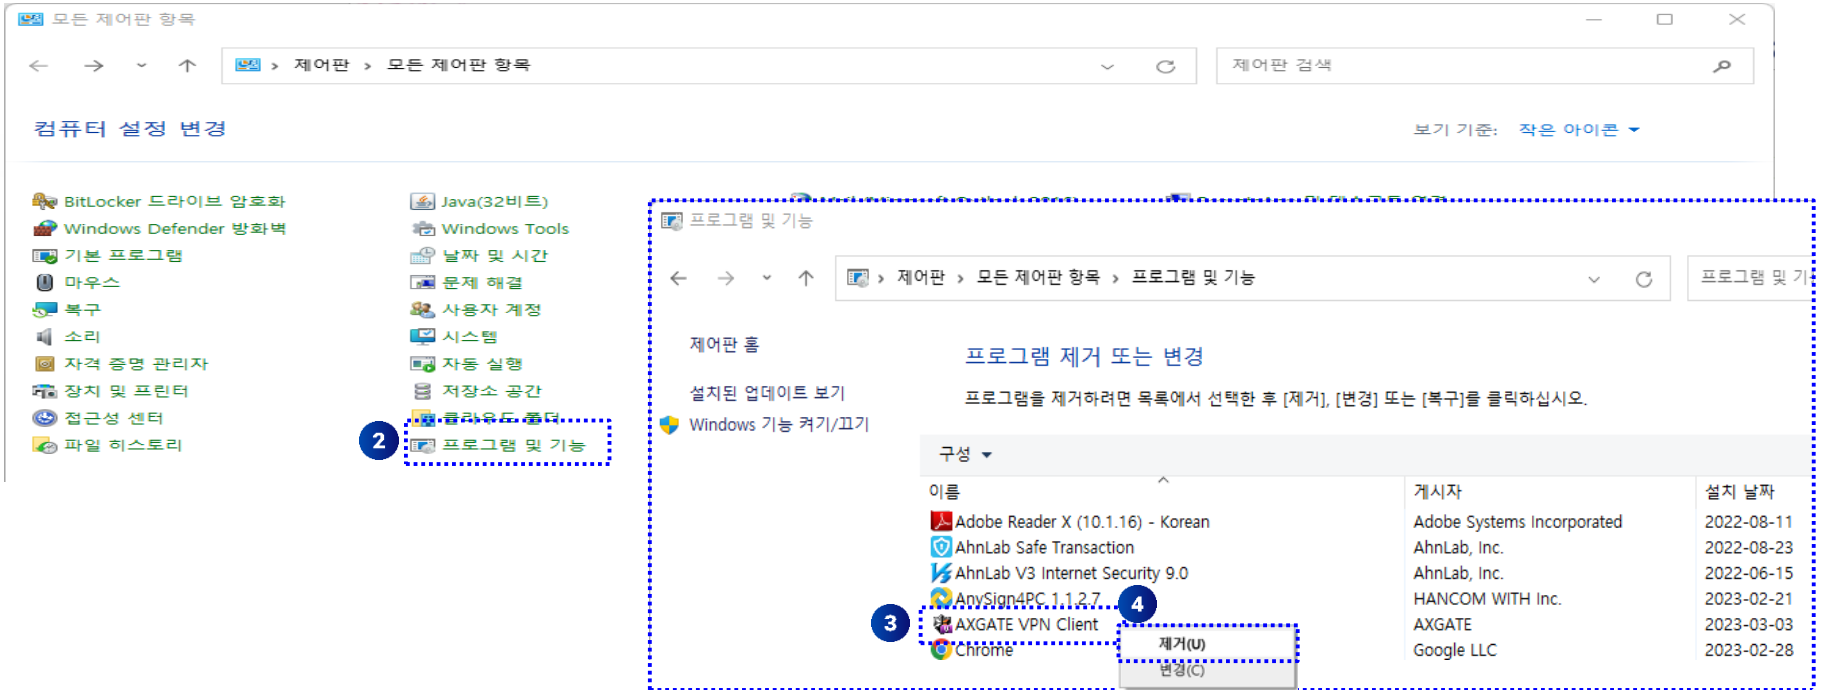 모든 제어판 항목
제어판 > 모든 제어판 항목
제어판 검색
컴퓨터 설정 변경
보기 기준: 작은 아이콘
BitLocker 드라이브 암호화
Windows Defender 방화벽
기본 프로그램
마우스
복구
소리
자격 증명 관리자
장치 및 프린터
접근성 센터
파일 히스토리
Java(32비트)
Windows Tools
날짜 및 시간
문제 해결
사용자 계정
시스템
자동 실행
저장소 공간
클라우드 폴더
2
프로그램 및 기능
프로그램 및 기능
제어판 > 모든 제어판 항목 > 프로그램 및 기능
프로그램 및 기
제어판 홈
설치된 업데이트 보기
Windows 기능 켜기/끄기
프로그램 제거 또는 변경
프로그램을 제거하려면 목록에서 선택한 후 [제거], [변경] 또는 [복구]를 클릭하십시오.
구성
이름 게시자 설치 날짜
Adobe Reader X (10.1.16) - Korean Adobe Systems Incorporated 2022-08-11
AhnLab Safe Transaction AhnLab, Inc. 2022-08-23
AhnLab V3 Internet Security 9.0 AhnLab, Inc. 2022-06-15
AnySign4PC 1.1.2.7 HANCOM WITH Inc. 2023-02-21
3 AXGATE VPN Client AXGATE 2023-03-03
Chrome Google LLC 2023-02-28
4
제거(U)
변경(C)